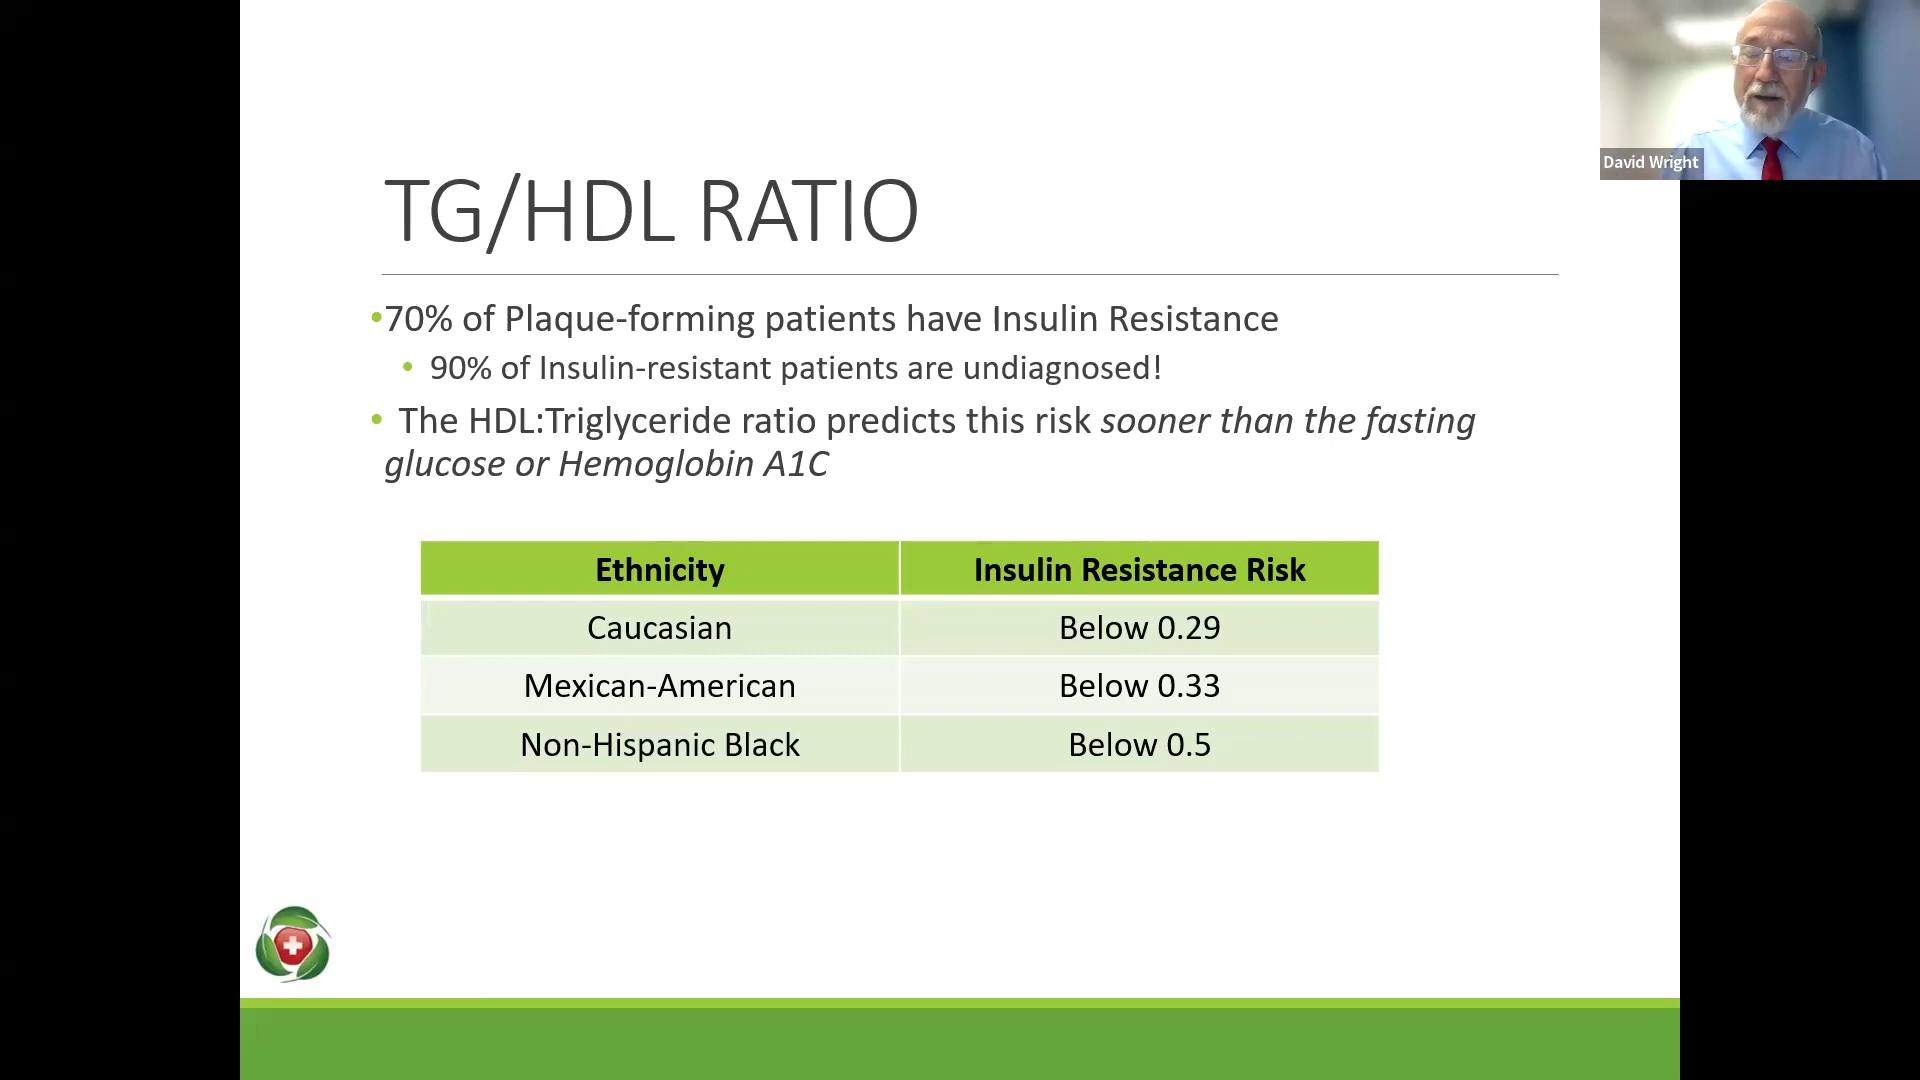 David Wright
TG/HDL RATIO
•70% of Plaque-forming patients have Insulin Resistance
• 90% of Insulin-resistant patients are undiagnosed!
• The HDL:Triglyceride ratio predicts this risk sooner than the fasting
glucose or Hemoglobin A1C
Ethnicity Insulin Resistance Risk
Caucasian Below 0.29
Mexican-American Below 0.33
Non-Hispanic Black Below 0.5